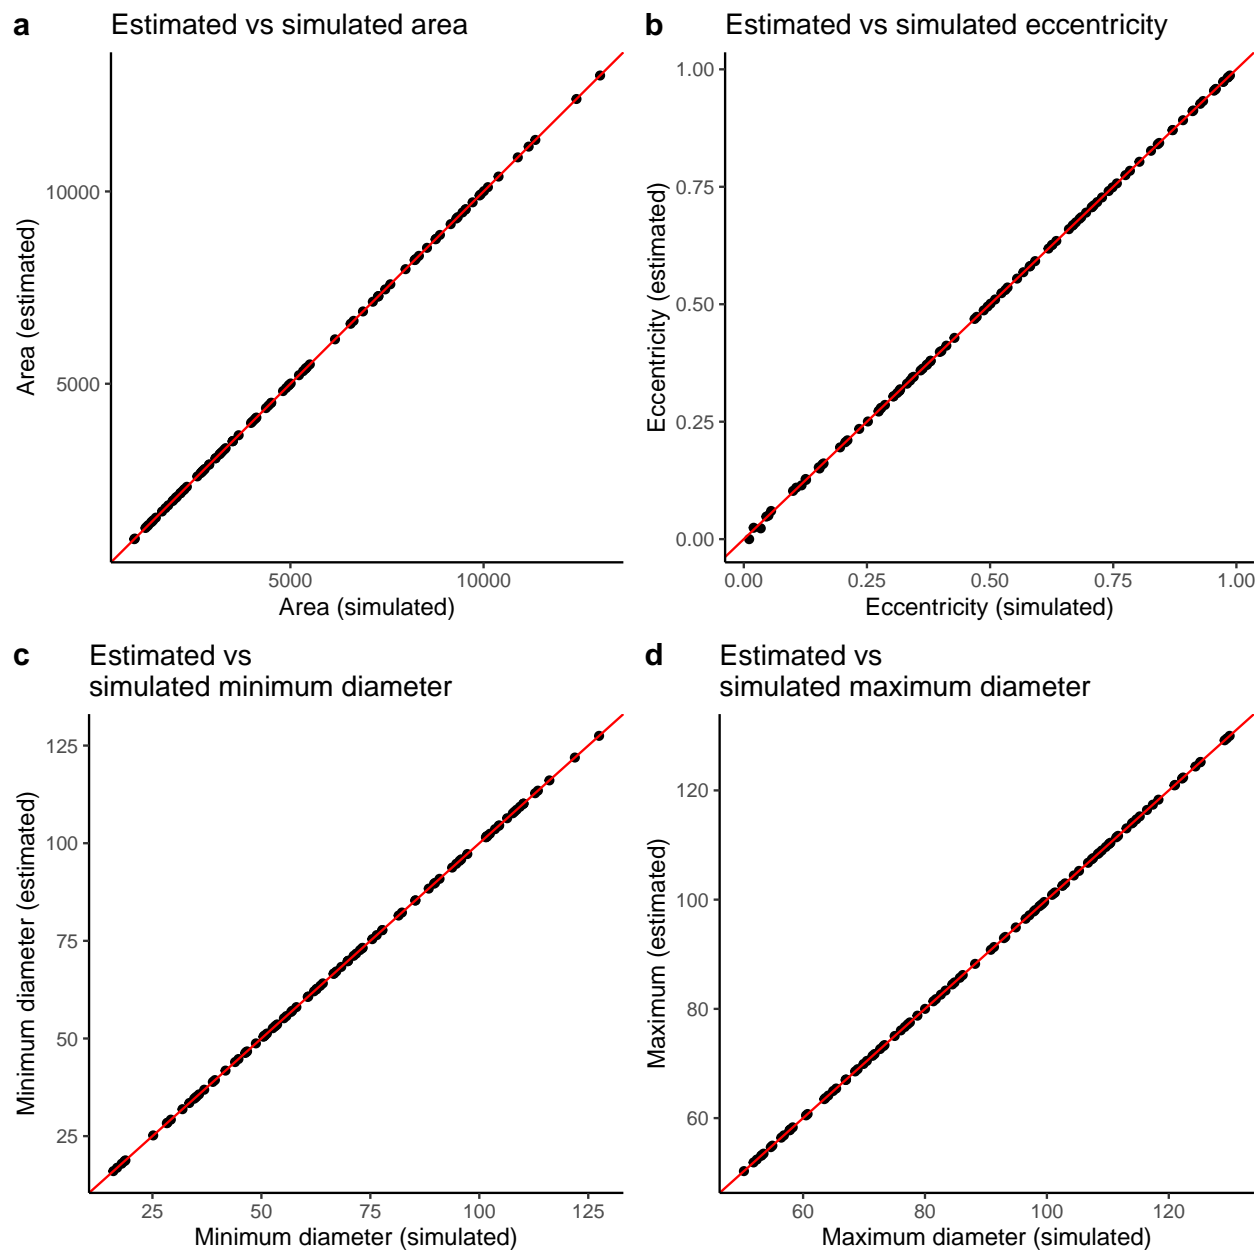 a
Estimated vs simulated area
Area (estimated)
10000
5000
5000
10000
Area (simulated)
b
Estimated vs simulated eccentricity
Eccentricity (estimated)
1.00
0.75
0.50
0.25
0.00
0.00
0.25
0.50
0.75
1.00
Eccentricity (simulated)
c
Estimated vs
simulated minimum diameter
Minimum diameter (estimated)
125
100
75
50
25
25
50
75
100
125
Minimum diameter (simulated)
d
Estimated vs
simulated maximum diameter
Maximum (estimated)
120
100
80
60
60
80
100
120
Maximum diameter (simulated)